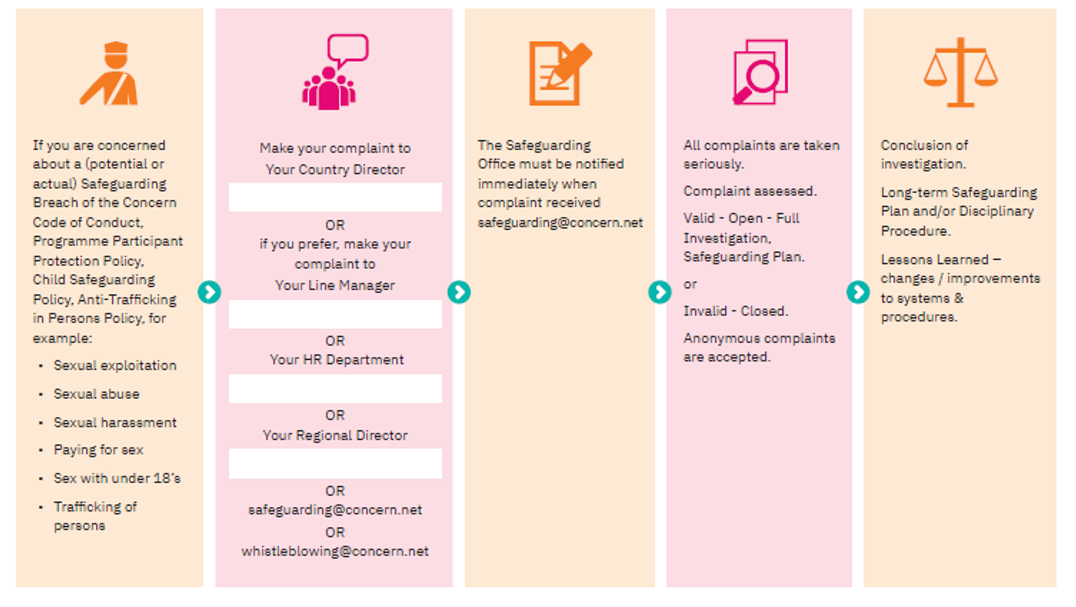 If you are concerned
about a (potential or
actual) Safeguarding
Breach of the Concern
Code of Conduct,
Programme Participant
Protection Policy,
Child Safeguarding
Policy, Anti-Trafficking
in Persons Policy, for
example:
• Sexual exploitation
• Sexual abuse
• Sexual harassment
• Paying for sex
• Sex with under 18's
• Trafficking of
persons
Make your complaint to
Your Country Director
OR
if you prefer, make your
complaint to
Your Line Manager
OR
Your HR Department
OR
Your Regional Director
OR
safeguarding@concern.net
OR
whistleblowing@concern.net
The Safeguarding
Office must be notified
immediately when
complaint received
safeguarding@concern.net
All complaints are taken
seriously.
Complaint assessed.
Valid - Open - Full
Investigation,
Safeguarding Plan.
or
Invalid - Closed.
Anonymous complaints
are accepted.
Conclusion of
investigation.
Long-term Safeguarding
Plan and/or Disciplinary
Procedure.
Lessons Learned –
changes / improvements
to systems &
procedures.